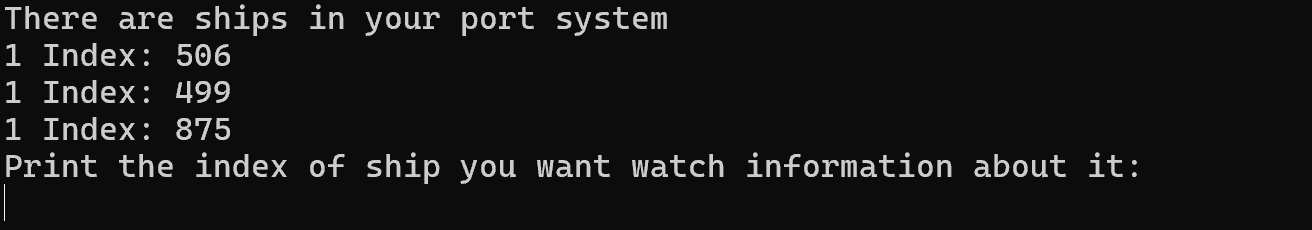 There are ships in your port system
1 Index: 506
1 Index: 499
1 Index: 875
Print the index of ship you want watch information about it: